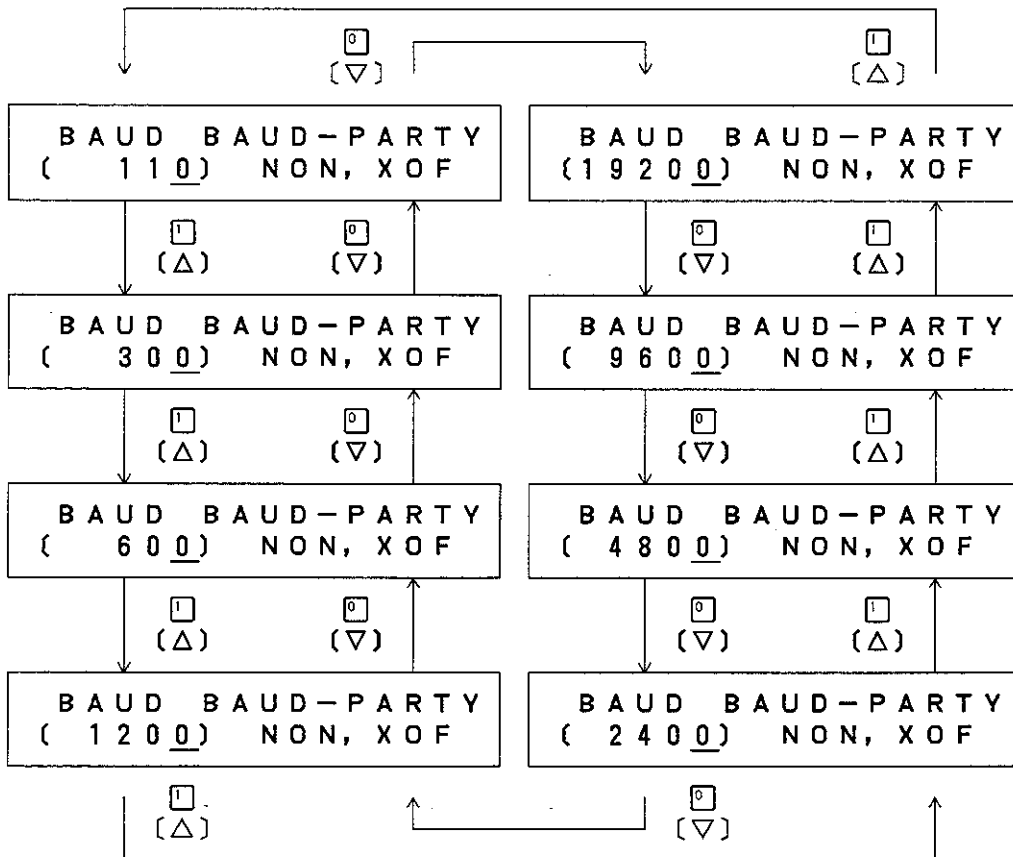 0 1
(▽) (△)
BAUD BAUD-PARTY BAUD BAUD-PARTY
( 110) NON, XOF (19200) NON, XOF
1 0 0 1
(△) (▽) (▽) (△)
BAUD BAUD-PARTY BAUD BAUD-PARTY
( 300) NON, XOF ( 9600) NON, XOF
1 0 0 1
(△) (▽) (▽) (△)
BAUD BAUD-PARTY BAUD BAUD-PARTY
( 600) NON, XOF ( 4800) NON, XOF
1 0 0 1
(△) (▽) (▽) (△)
BAUD BAUD-PARTY BAUD BAUD-PARTY
( 1200) NON, XOF ( 2400) NON, XOF
1 0
(△) (▽)